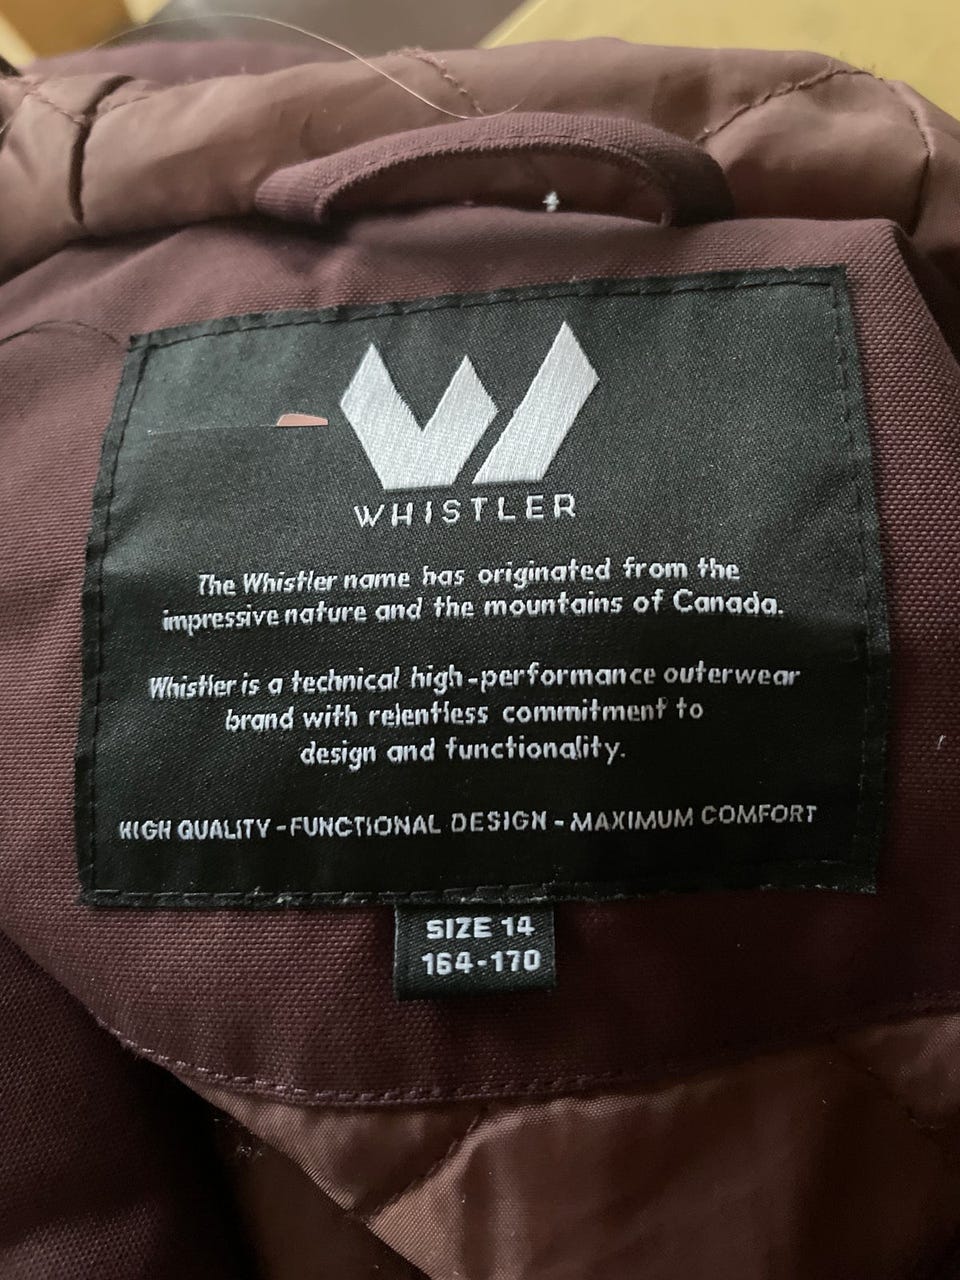 WHISTLER
The Whistler name has originated from the
impressive nature and the mountains of Canada.
Whistler is a technical high-performance outerwear
brand with relentless commitment to
design and functionality.
HIGH QUALITY - FUNCTIONAL DESIGN - MAXIMUM COMFORT
SIZE 14
164-170